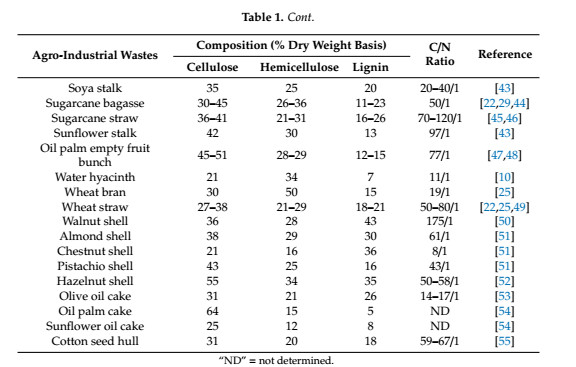 Table 1. Cont.
Agro-Industrial Wastes Composition (% Dry Weight Basis) C/N Ratio Reference
Cellulose Hemicellulose Lignin
Soya stalk 35 25 20 20–40/1 [43]
Sugarcane bagasse 30–45 26–36 11–23 50/1 [22,29,44]
Sugarcane straw 36–41 21–31 16–26 70–120/1 [45,46]
Sunflower stalk 42 30 13 97/1 [43]
Oil palm empty fruit bunch 45–51 28–29 12–15 77/1 [47,48]
Water hyacinth 21 34 7 11/1 [10]
Wheat bran 30 50 15 19/1 [25]
Wheat straw 27–38 21–29 18–21 50–80/1 [22,25,49]
Walnut shell 36 28 43 175/1 [50]
Almond shell 38 29 30 61/1 [51]
Chestnut shell 21 16 36 8/1 [51]
Pistachio shell 43 25 16 43/1 [51]
Hazelnut shell 55 34 35 50–58/1 [52]
Olive oil cake 31 21 26 14–17/1 [53]
Oil palm cake 64 15 5 ND [54]
Sunflower oil cake 25 12 8 ND [54]
Cotton seed hull 31 20 18 59–67/1 [55]
"ND" = not determined.